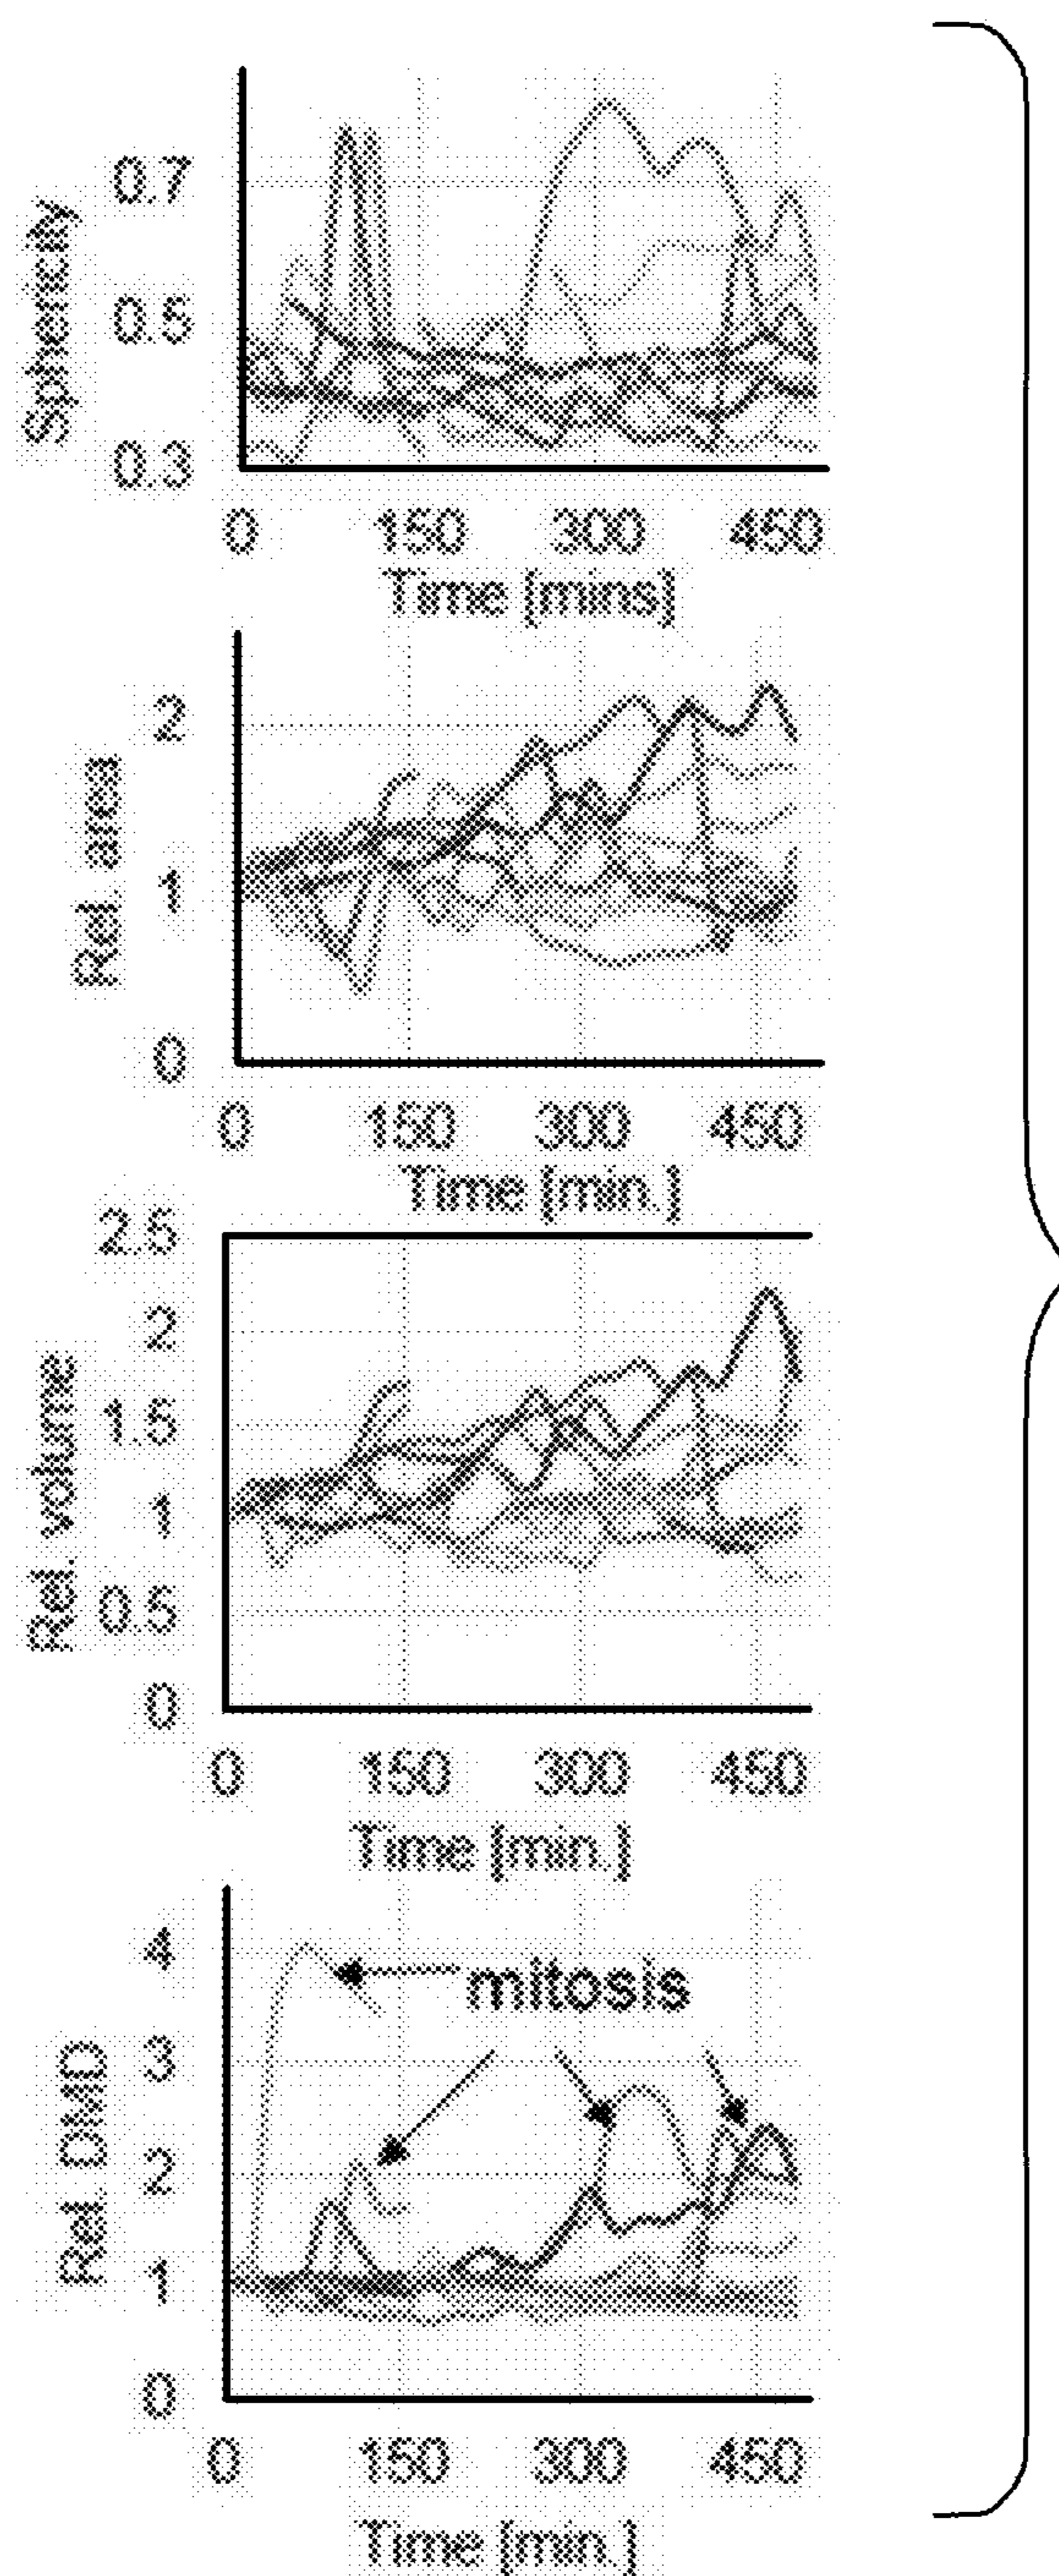 Sphericity
0.7
0.5
0.3
0 150 300 450
Time [mins]
Rel. area
2
1
0
0 150 300 450
Time [min.]
Rel. volume
2.5
2
1.5
1
0.5
0
0 150 300 450
Time [min.]
Rel. DMD
4
3
2
1
0
mitosis
0 150 300 450
Time [min.]